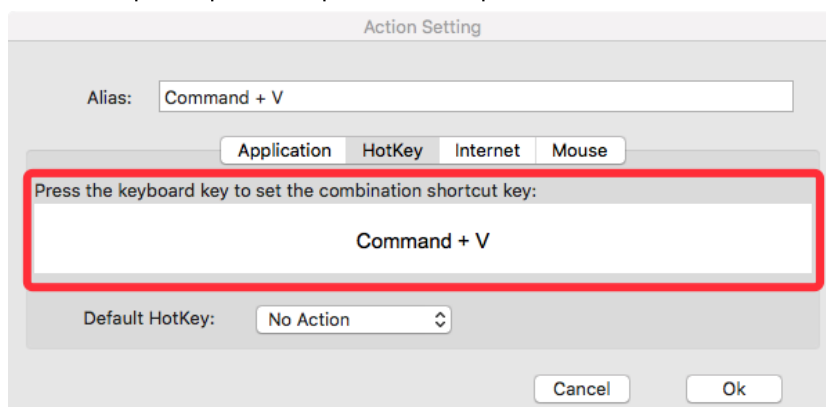 Action Setting
Alias: Command + V
Application HotKey Internet Mouse
Press the keyboard key to set the combination shortcut key:
Command + V
Default HotKey: No Action
Cancel Ok